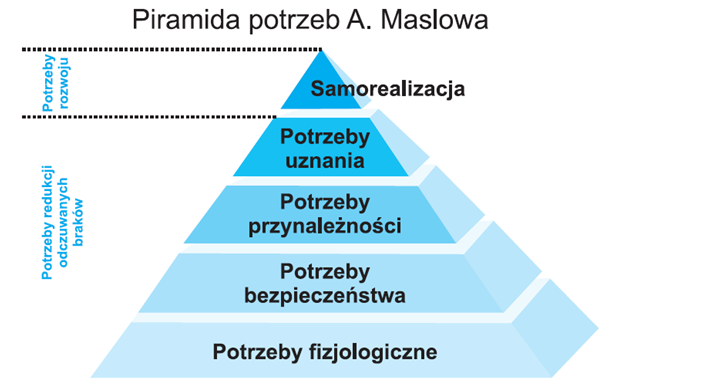 Piramida potrzeb A. Maslowa
Potrzeby
rozwoju
Samorealizacja
Potrzeby
uznania
Potrzeby redukcji
odczuwanych
braków
Potrzeby
przynależności
Potrzeby
bezpieczeństwa
Potrzeby fizjologiczne